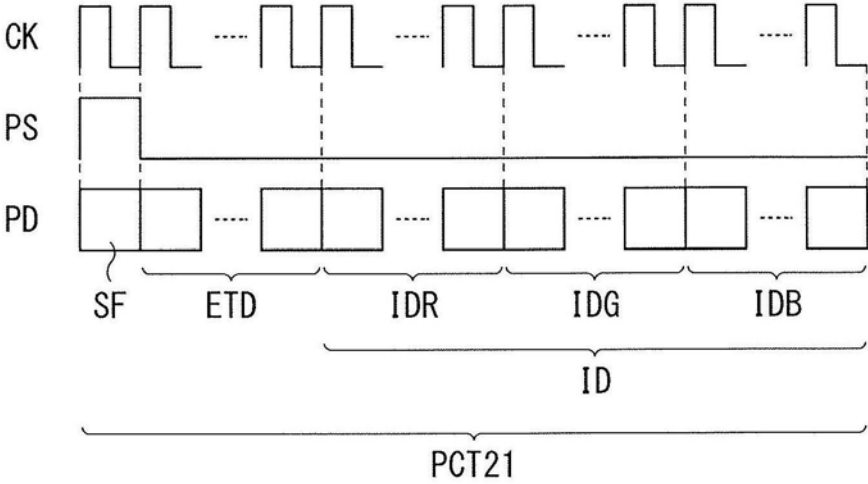 CK
PS
PD
SF ETD IDR IDG IDB
ID
PCT21